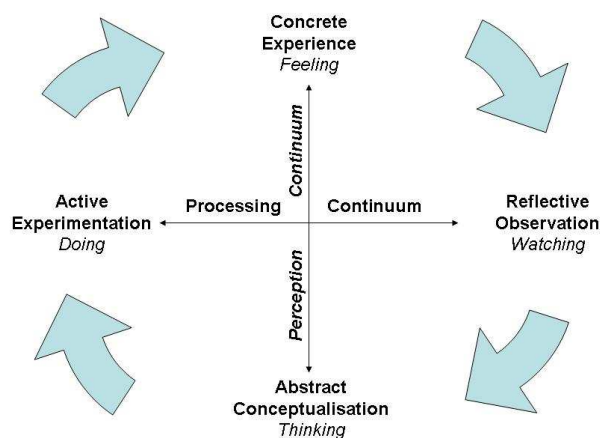 Concrete
Experience
Feeling
Continuum
Active
Experimentation
Doing
Processing
Continuum
Reflective
Observation
Watching
Perception
Abstract
Conceptualisation
Thinking